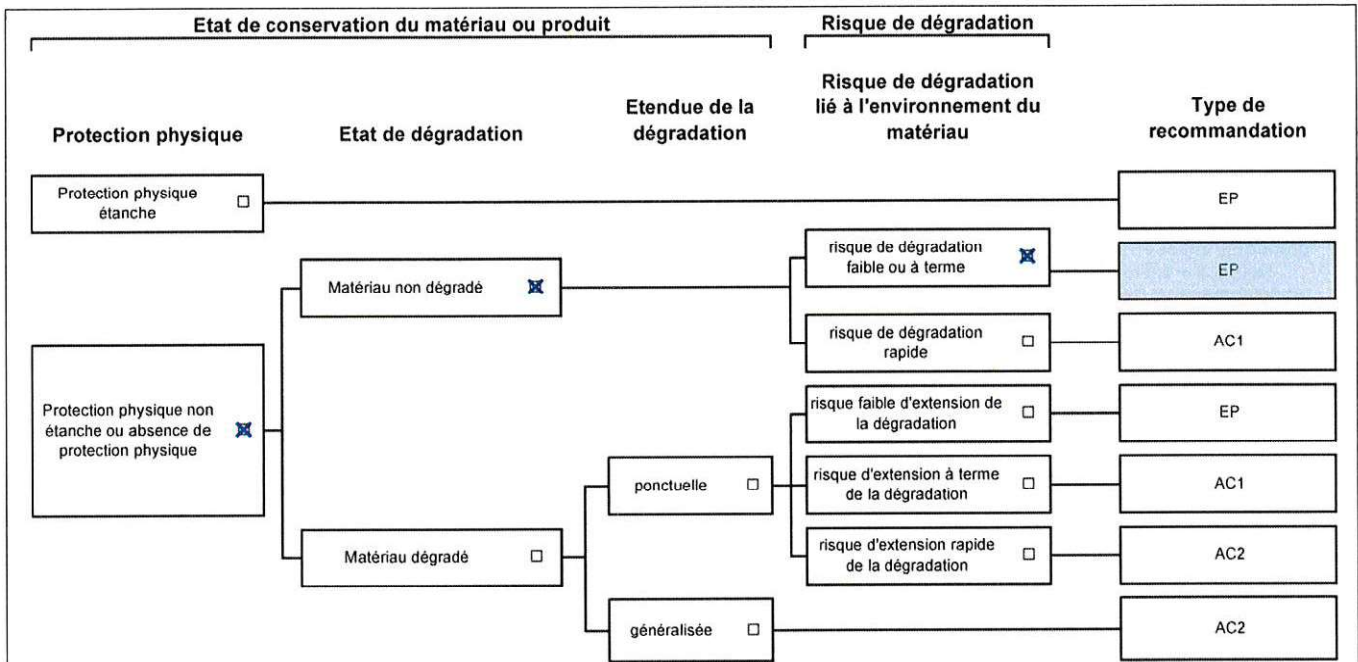 Etat de conservation du matériau ou produit
Risque de dégradation
Protection physique
Etat de dégradation
Etendue de la
dégradation
Risque de dégradation
lié à l'environnement du
matériau
Type de
recommandation
Protection physique
étanche
EP
risque de dégradation
faible ou à terme
EP
Matériau non dégradé
risque de dégradation
rapide
AC1
Protection physique non
étanche ou absence de
protection physique
risque faible d'extension de
la dégradation
EP
ponctuelle
risque d'extension à terme
de la dégradation
AC1
Matériau dégradé
risque d'extension rapide
de la dégradation
AC2
généralisée
AC2